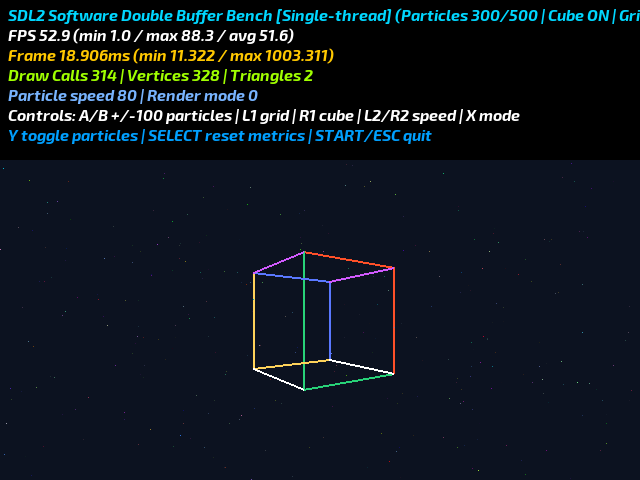 SDL2 Software Double Buffer Bench [Single-thread] (Particles 300/500 | Cube ON | Gri
FPS 52.9 (min 1.0 / max 88.3 / avg 51.6)
Frame 18.906ms (min 11.322 / max 1003.311)
Draw Calls 314 | Vertices 328 | Triangles 2
Particle speed 80 | Render mode 0
Controls: A/B +/-100 particles | L1 grid | R1 cube | L2/R2 speed | X mode
Y toggle particles | SELECT reset metrics | START/ESC quit